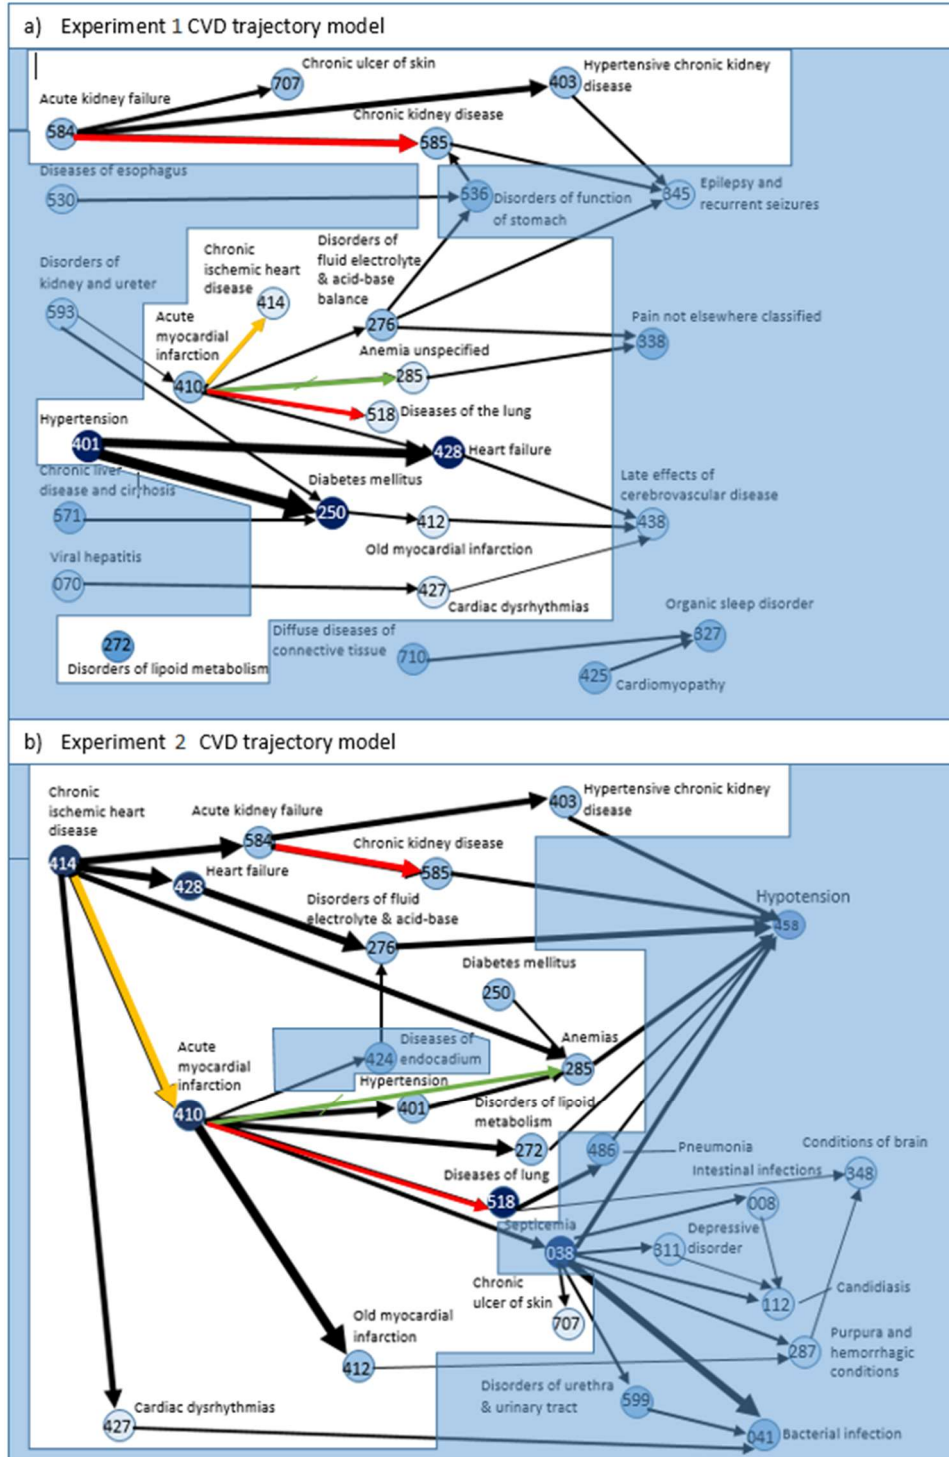 a) Experiment 1 CVD trajectory model
Chronic ulcer of skin
707
Hypertensive chronic kidney
disease
403
Acute kidney failure
584
Chronic kidney disease
585
Diseases of esophagus
530
536
Disorders of function
of stomach
345
Epilepsy and
recurrent seizures
Disorders of
kidney and ureter
593
Chronic
ischemic heart
disease
414
Disorders of
fluid electrolyte
& acid-base
balance
276
Acute
myocardial
infarction
410
Pain not elsewhere classified
338
Anemia unspecified
285
518
Diseases of the lung
Hypertension
401
428
Heart failure
Chronic liver
disease and cirrhosis
571
Diabetes mellitus
250
412
Old myocardial infarction
Late effects of
cerebrovascular disease
438
Viral hepatitis
070
427
Cardiac dysrhythmias
272
Disorders of lipoid metabolism
Diffuse diseases of
connective tissue
710
Organic sleep disorder
327
425
Cardiomyopathy
b) Experiment 2 CVD trajectory model
Chronic
ischemic heart
disease
414
Acute kidney failure
584
403
Hypertensive chronic kidney
disease
Chronic kidney disease
585
428
Heart failure
Disorders of fluid
electrolyte & acid-base
276
Hypotension
458
Diabetes mellitus
250
Acute
myocardial
infarction
410
424
Diseases of
endocadium
Anemias
285
Hypertension
401
Disorders of lipoid
metabolism
272
486
Pneumonia
Diseases of lung
518
Intestinal infections
008
Conditions of brain
348
Septicemia
038
311
Depressive
disorder
112
Candidiasis
Chronic
ulcer of skin
707
Old myocardial
infarction
412
287
Purpura and
hemorrhagic
conditions
Disorders of urethra
& urinary tract
599
Cardiac dysrhythmias
427
041
Bacterial infection